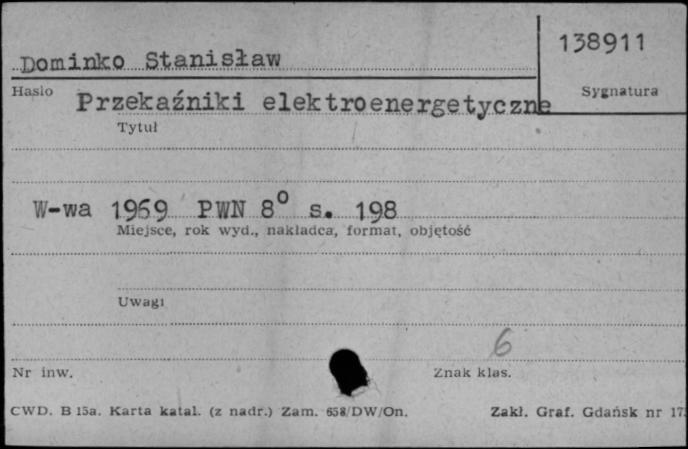 138911
Dominko Stanisław
Hasło
Sygnatura
Przekaźniki elektroenergetyczne
Tytuł
W-wa 1969 PWN 8° s. 198
Miejsce, rok wyd., nakładca, format, objętość
Uwagi
6
Nr inw.
Znak klas.
CWD. B 15a. Karta katal. (z nadr.) Zam. 658/DW/On.
Zakł. Graf. Gdańsk nr